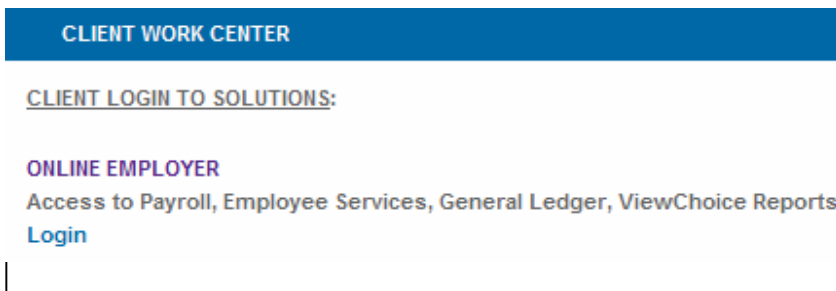 CLIENT WORK CENTER
CLIENT LOGIN TO SOLUTIONS:
ONLINE EMPLOYER
Access to Payroll, Employee Services, General Ledger, ViewChoice Reports
Login